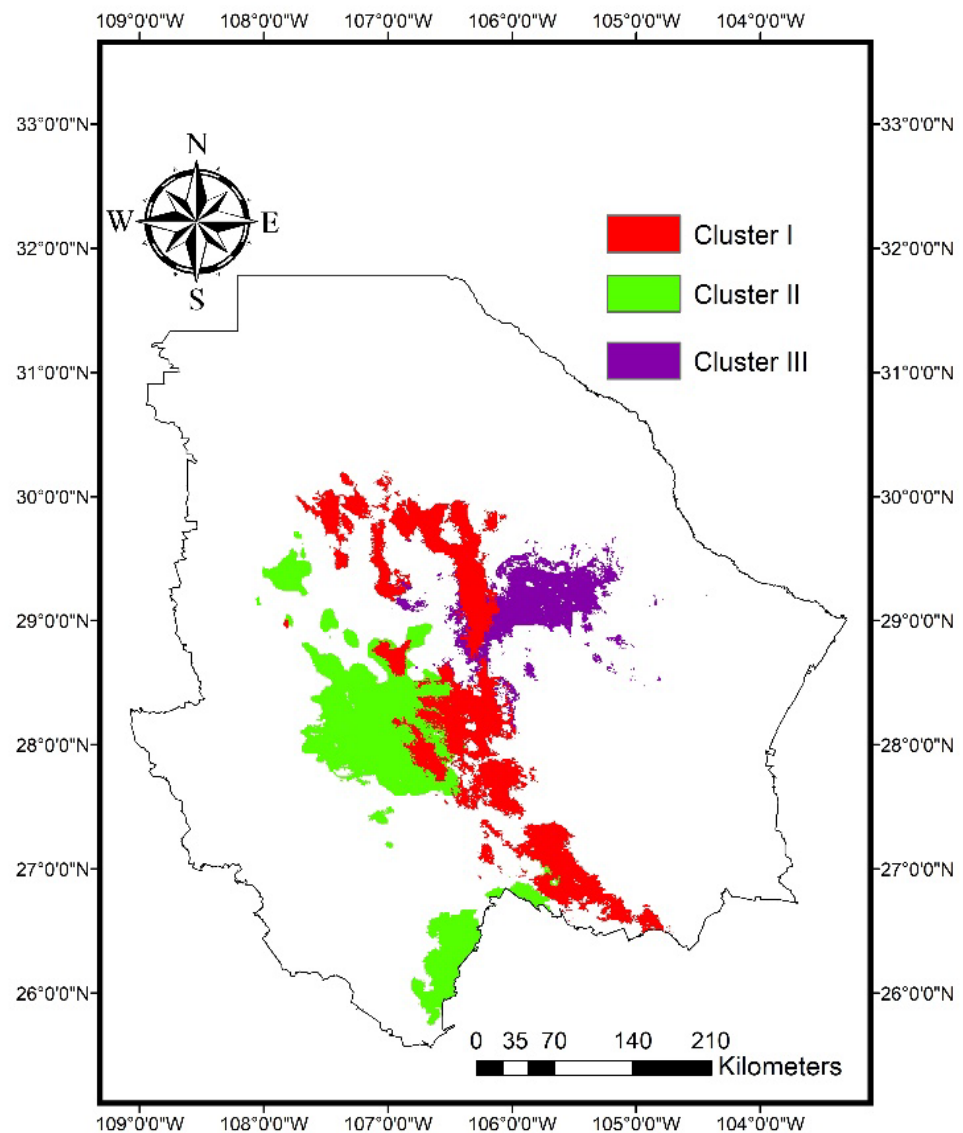 109°0'0"W 108°0'0"W 107°0'0"W 106°0'0"W 105°0'0"W 104°0'0"W
33°0'0"N 33°0'0"N
N
W E
S
32°0'0"N 32°0'0"N
Cluster I
Cluster II
Cluster III
31°0'0"N 31°0'0"N
30°0'0"N 30°0'0"N
29°0'0"N 29°0'0"N
28°0'0"N 28°0'0"N
27°0'0"N 27°0'0"N
26°0'0"N 26°0'0"N
0 35 70 140 210
Kilometers
109°0'0"W 108°0'0"W 107°0'0"W 106°0'0"W 105°0'0"W 104°0'0"W